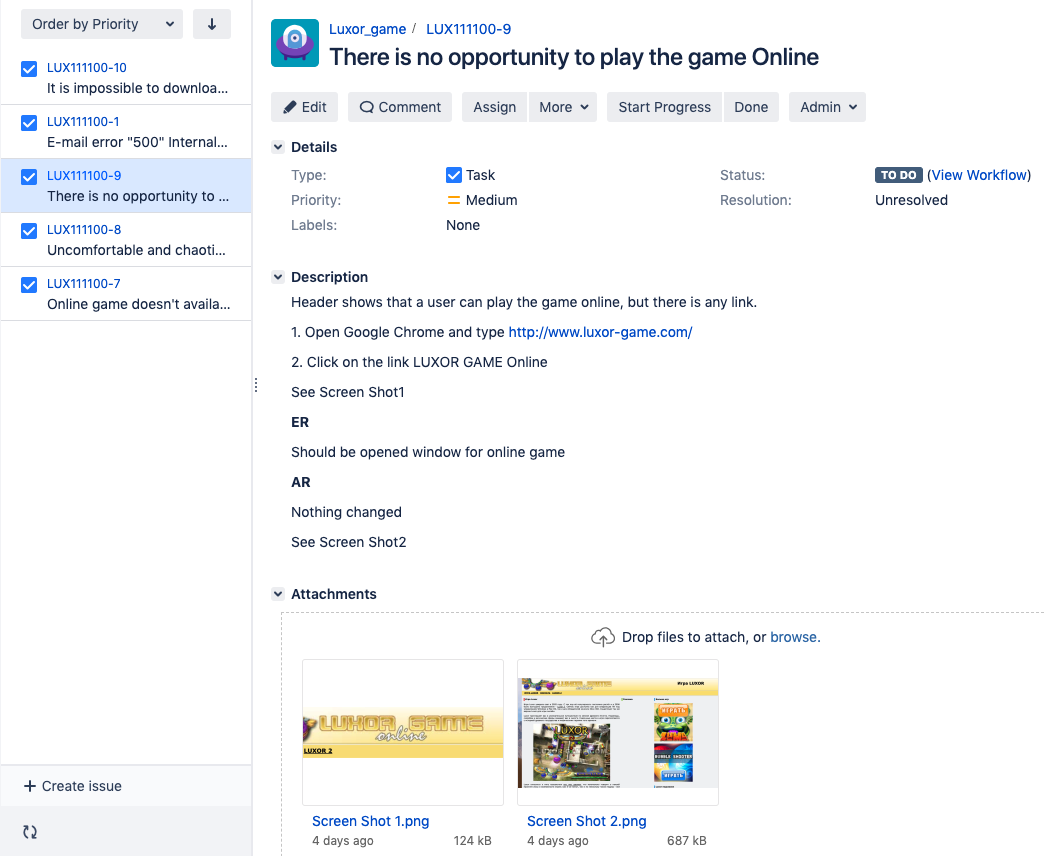 Order by Priority
LUX111100-10
It is impossible to downloa...
LUX111100-1
E-mail error "500" Internal...
LUX111100-9
There is no opportunity to ...
LUX111100-8
Uncomfortable and chaoti...
LUX111100-7
Online game doesn't availa...
Create issue
Luxor_game / LUX111100-9
There is no opportunity to play the game Online
Edit Comment Assign More Start Progress Done Admin
Details
Type: Task Status: TO DO (View Workflow)
Priority: Medium Resolution: Unresolved
Labels: None
Description
Header shows that a user can play the game online, but there is any link.
1. Open Google Chrome and type http://www.luxor-game.com/
2. Click on the link LUXOR GAME Online
See Screen Shot1
ER
Should be opened window for online game
AR
Nothing changed
See Screen Shot2
Attachments
Drop files to attach, or browse.
LUXOR GAME
online
LUXOR 2
Игра LUXOR
ИГРАТЬ
LUXOR 2
BUBBLE SHOOTER
ИГРАТЬ
Screen Shot 1.png
4 days ago 124 kB
Screen Shot 2.png
4 days ago 687 kB